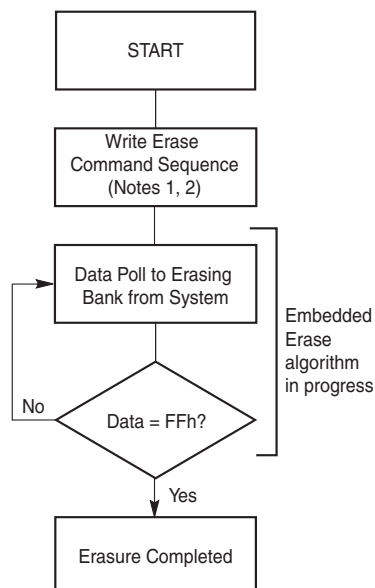 START
Write Erase
Command Sequence
(Notes 1, 2)
Data Poll to Erasing
Bank from System
Embedded
Erase
algorithm
in progress
No
Data = FFh?
Yes
Erasure Completed